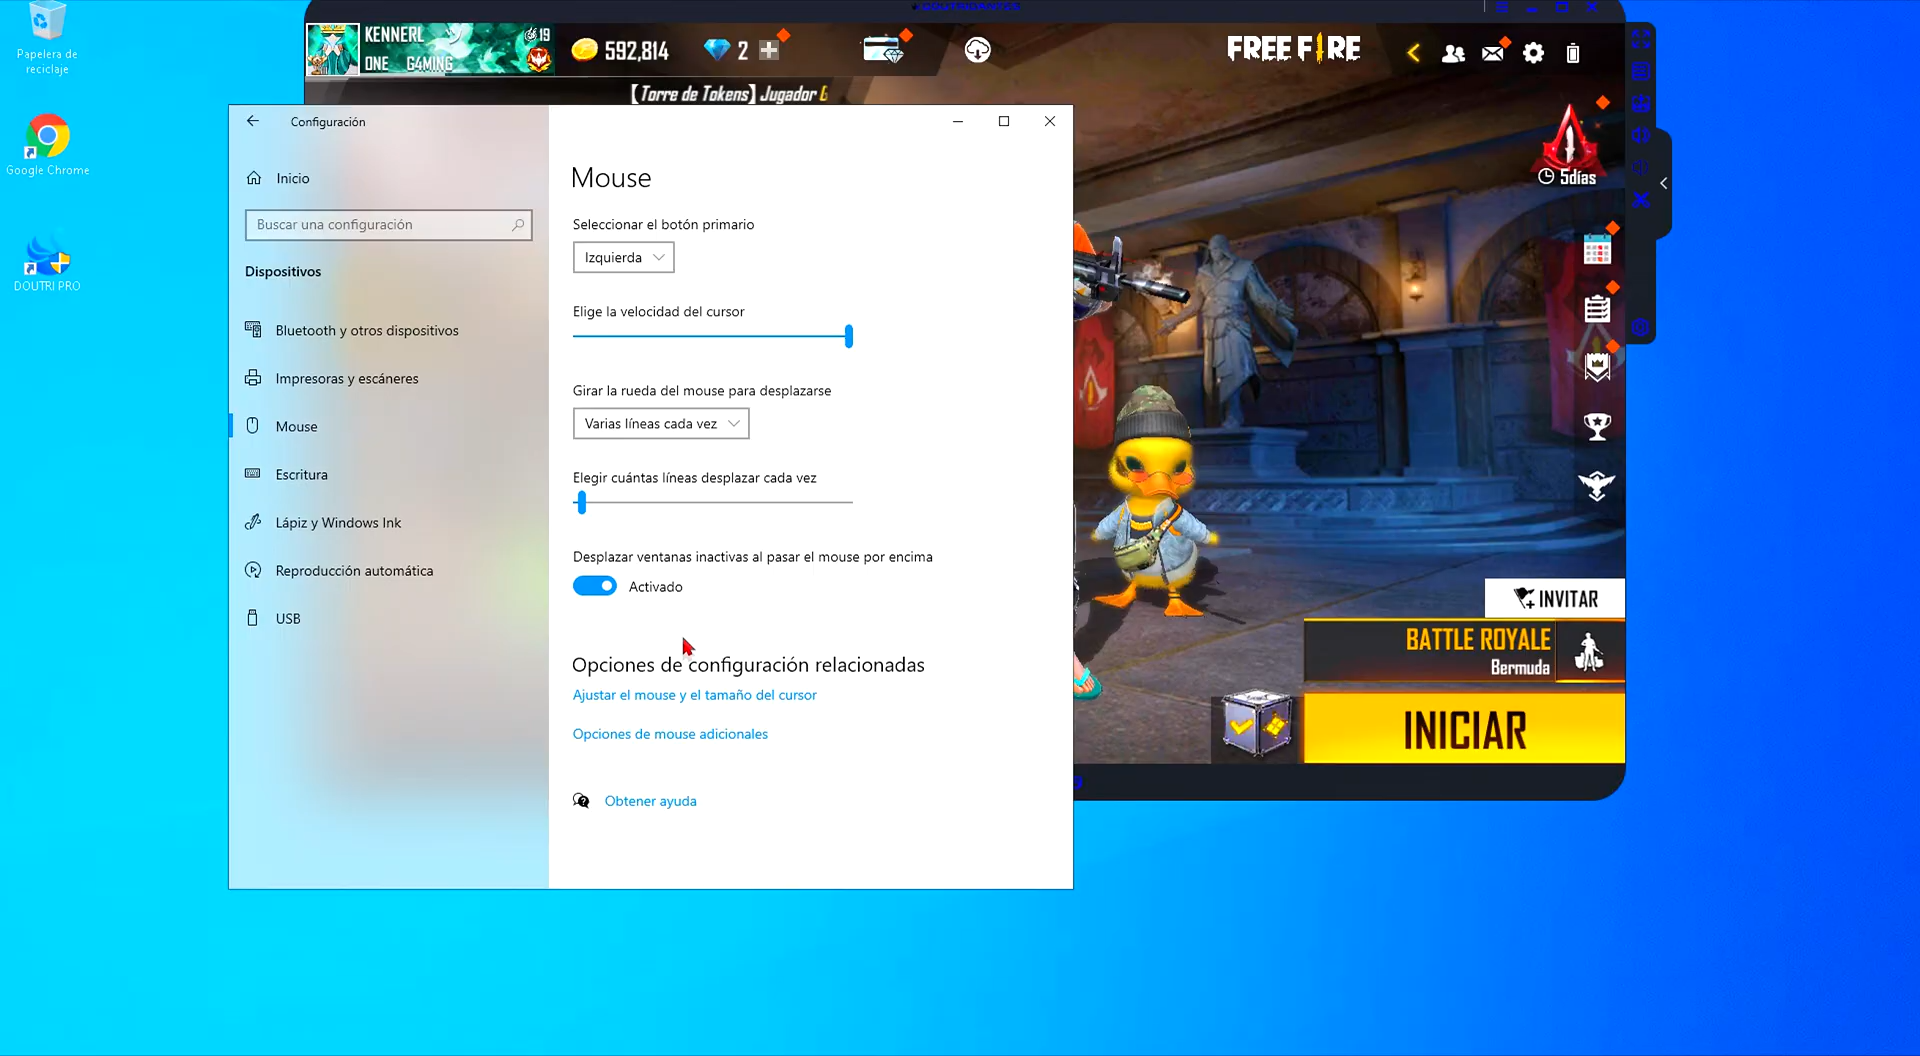 Papelera de
reciclaje
Google Chrome
DOUTRI PRO
KENNERL
19
ONE G4MING
592,814
2
FREE FIRE
[Torre de Tokens] Jugador
5días
Configuración
Inicio
Buscar una configuración
Dispositivos
Bluetooth y otros dispositivos
Impresoras y escáneres
Mouse
Escritura
Lápiz y Windows Ink
Reproducción automática
USB
Mouse
Seleccionar el botón primario
Izquierda
Elige la velocidad del cursor
Girar la rueda del mouse para desplazarse
Varias líneas cada vez
Elegir cuántas líneas desplazar cada vez
Desplazar ventanas inactivas al pasar el mouse por encima
Activado
Opciones de configuración relacionadas
Ajustar el mouse y el tamaño del cursor
Opciones de mouse adicionales
Obtener ayuda
INVITAR
BATTLE ROYALE
Bermuda
INICIAR